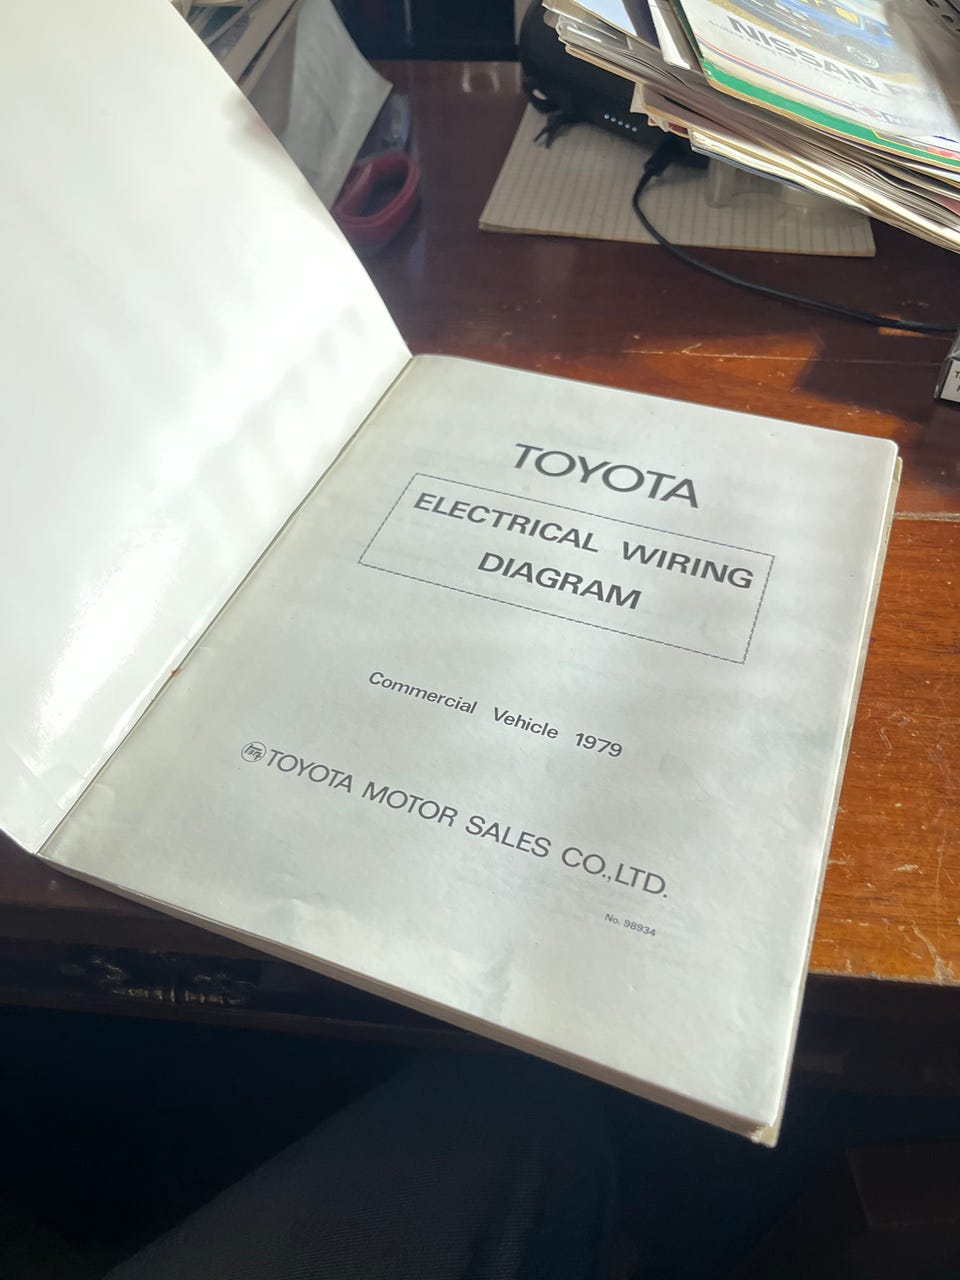 NISSAN
TOYOTA
ELECTRICAL WIRING
DIAGRAM
Commercial Vehicle 1979
TOYOTA MOTOR SALES CO.,LTD.
No. 98934